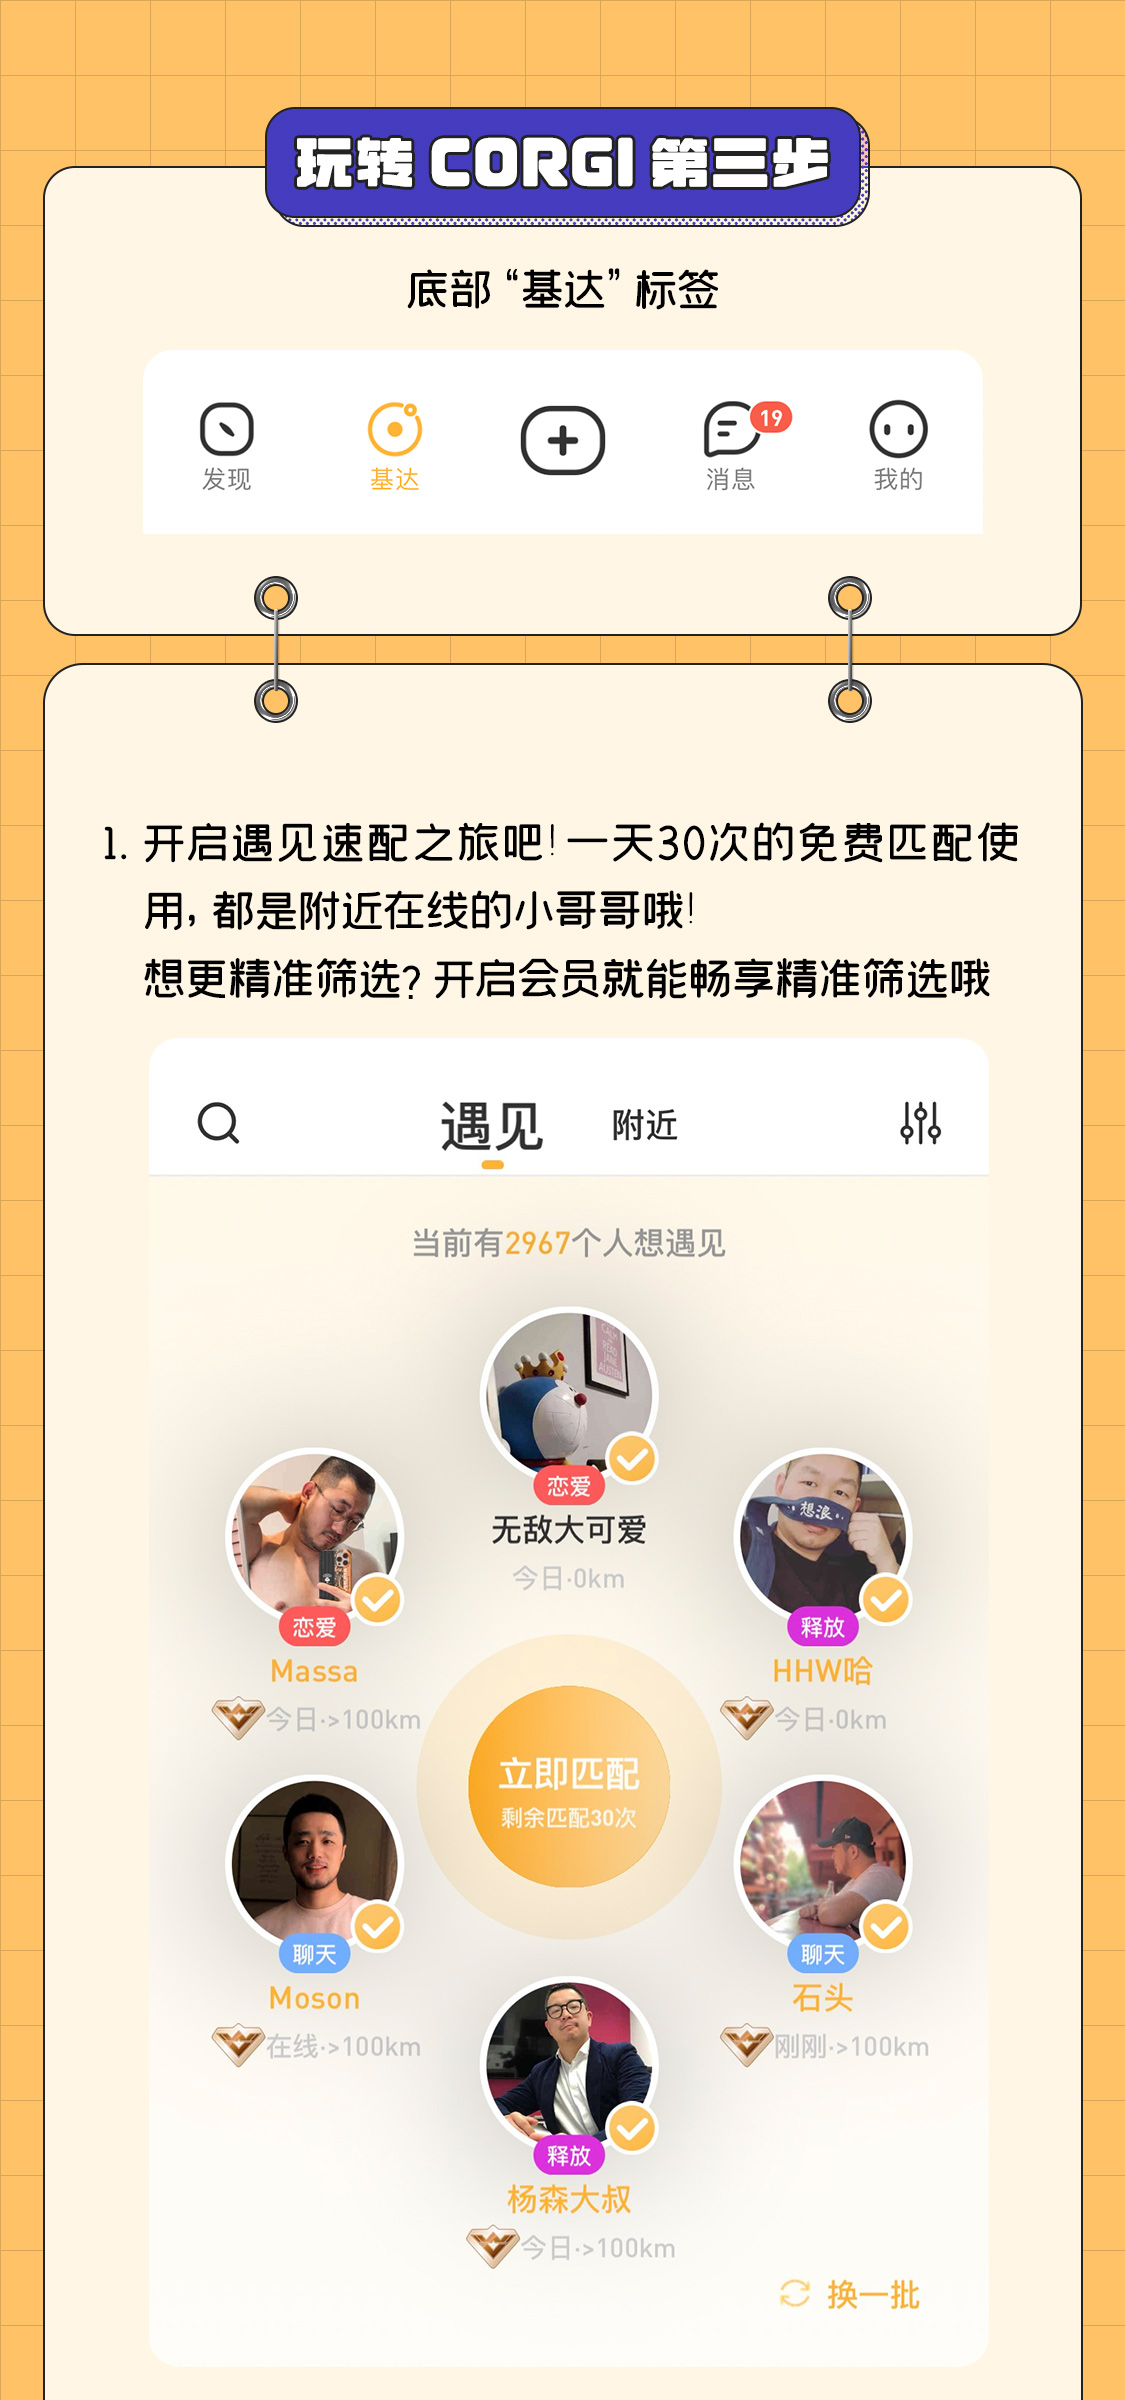 玩转 CORGI 第三步
底部 “基达” 标签
发现
基达
19
消息
我的
1. 开启遇见速配之旅吧! 一天30次的免费匹配使
用, 都是附近在线的小哥哥哦!
想更精准筛选? 开启会员就能畅享精准筛选哦
遇见
附近
当前有2967个人想遇见
CALM
READ
JANE
AUSTEN
恋爱
无敌大可爱
今日·0km
恋爱
Massa
今日·>100km
想浪
释放
HHW哈
今日·0km
立即匹配
剩余匹配30次
聊天
Moson
在线·>100km
聊天
石头
刚刚·>100km
释放
杨森大叔
今日·>100km
换一批